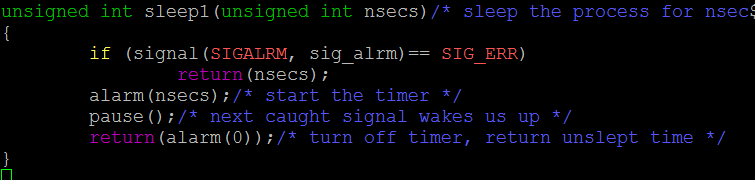 unsigned int sleep1(unsigned int nsecs)/* sleep the process for nsec$
{
        if (signal(SIGALRM, sig_alrm)== SIG_ERR)
                return(nsecs);
        alarm(nsecs);/* start the timer */
        pause();/* next caught signal wakes us up */
        return(alarm(0));/* turn off timer, return unslept time */
}